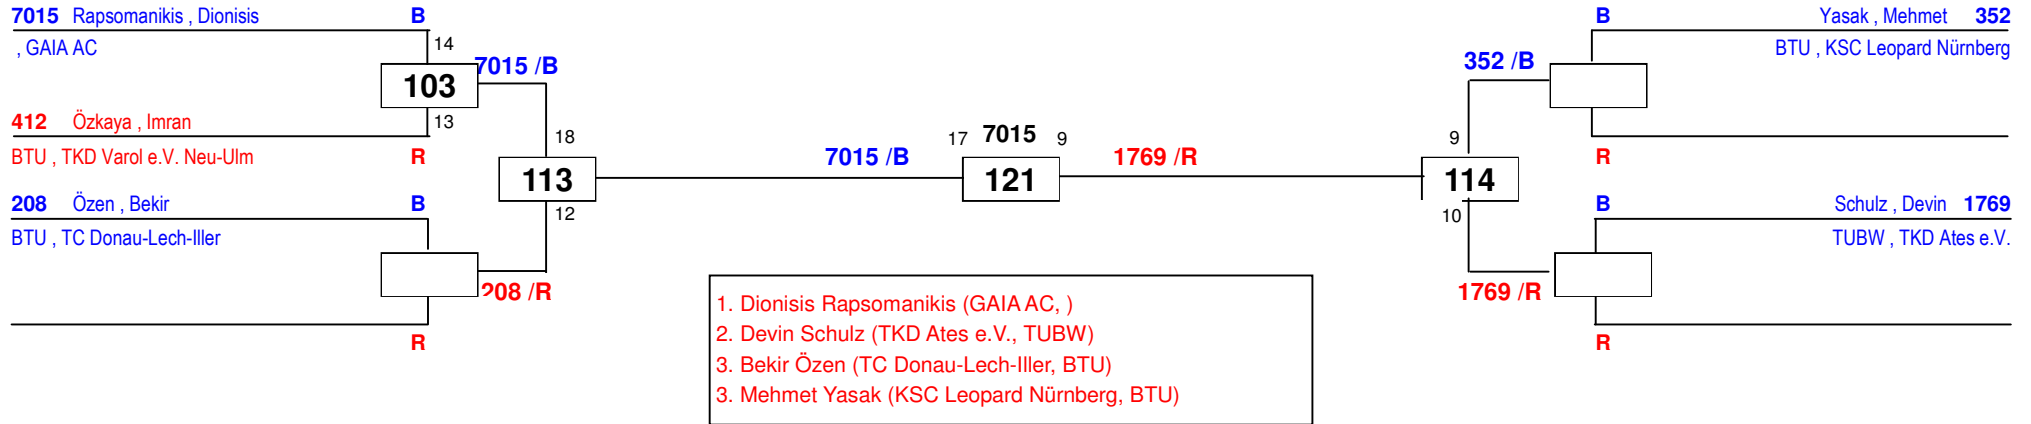 7015 Rapsomanikis , Dionisis B
, GAIA AC
14
103
7015 /B
13
412 Özkaya , Imran
BTU , TKD Varol e.V. Neu-Ulm R
18
113
12
208 Özen , Bekir B
BTU , TC Donau-Lech-Iller
208 /R
R
7015 /B
17 7015 9
121
1769 /R
B Yasak , Mehmet 352
BTU , KSC Leopard Nürnberg
352 /B
R
9
114
10
B Schulz , Devin 1769
TUBW , TKD Ates e.V.
1769 /R
R
1. Dionisis Rapsomanikis (GAIA AC, )
2. Devin Schulz (TKD Ates e.V., TUBW)
3. Bekir Özen (TC Donau-Lech-Iller, BTU)
3. Mehmet Yasak (KSC Leopard Nürnberg, BTU)